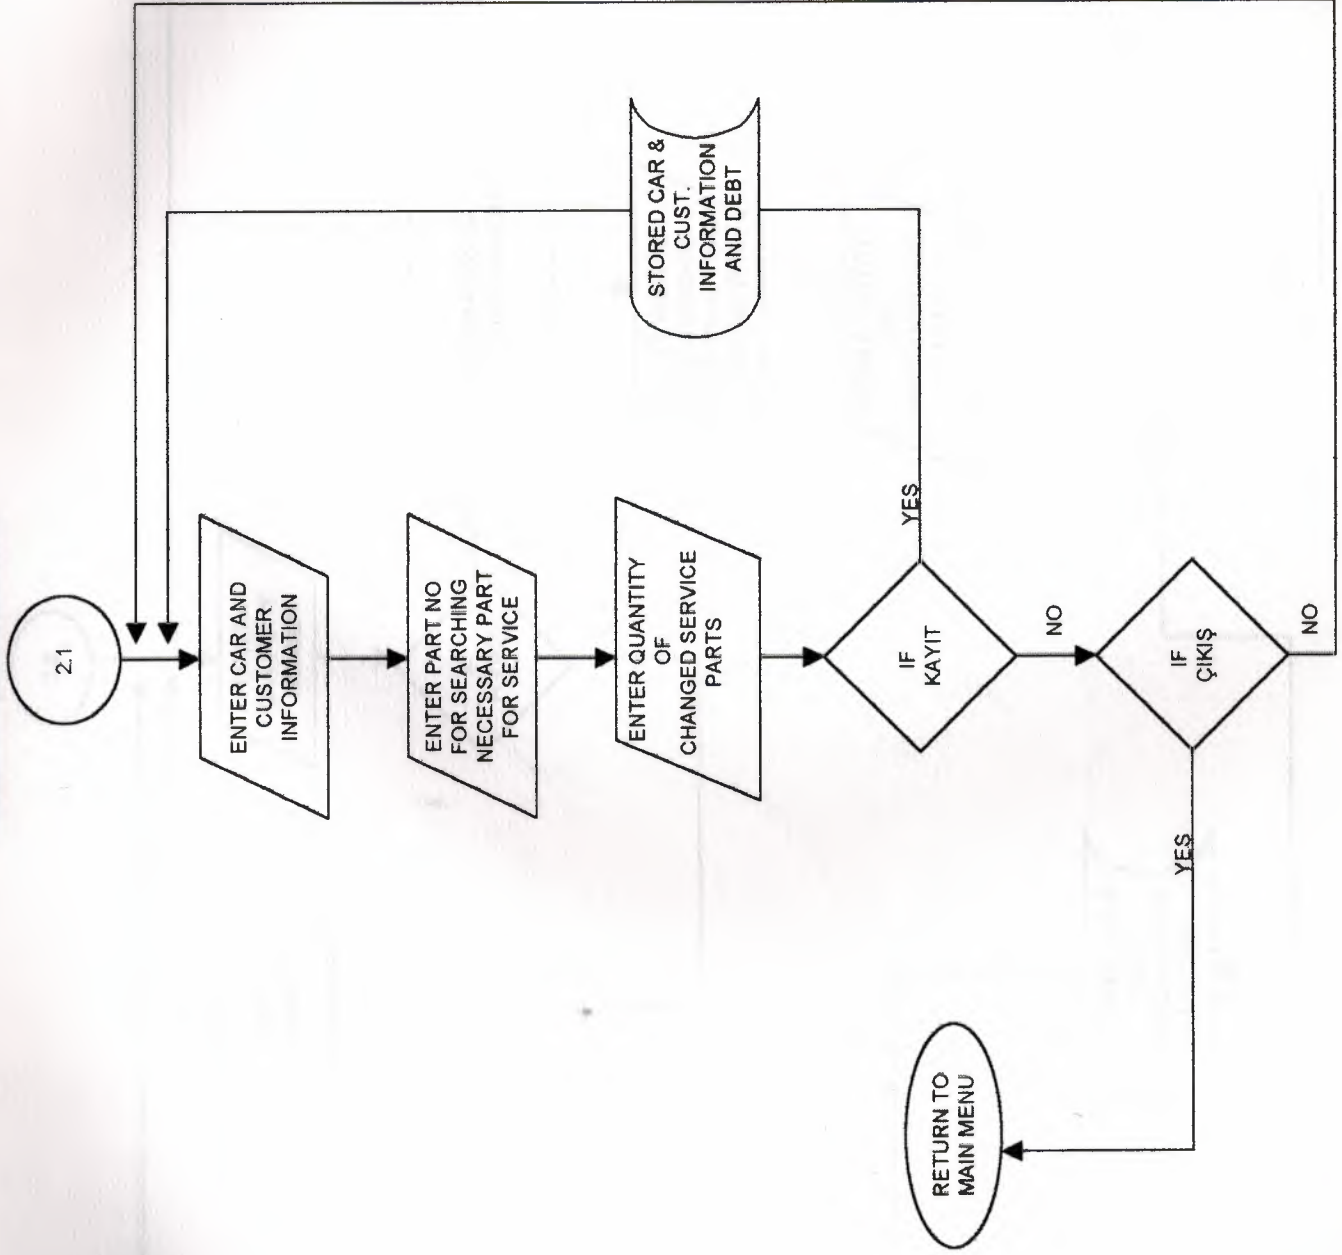 2.1
ENTER CAR AND
CUSTOMER
INFORMATION
ENTER PART NO
FOR SEARCHING
NECESSARY PART
FOR SERVICE
ENTER QUANTITY
OF
CHANGED SERVICE
PARTS
IF
KAYIT
YES
STORED CAR &
CUST.
INFORMATION
AND DEBT
NO
IF
ÇIKIŞ
YES
NO
RETURN TO
MAIN MENU